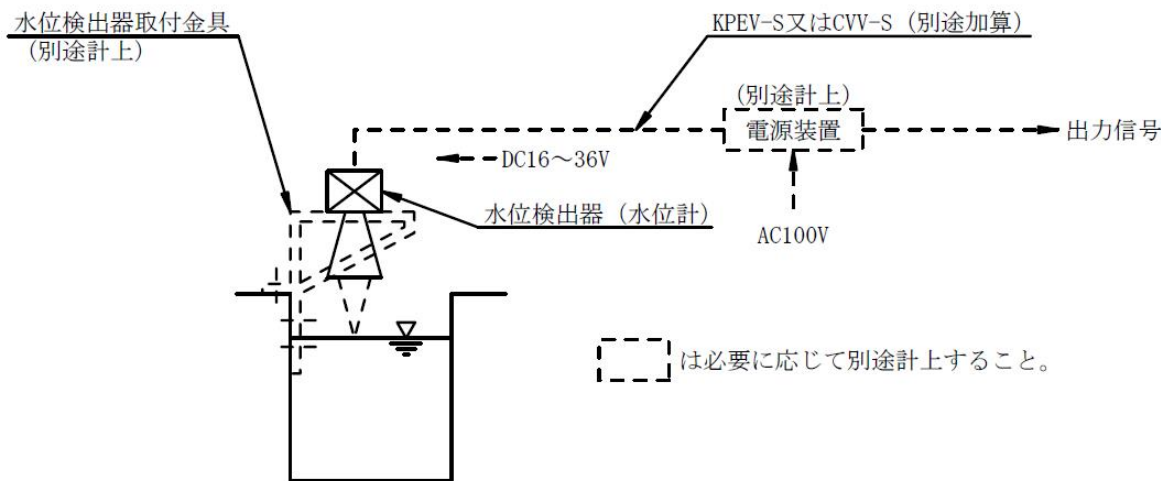 水位検出器取付金具
(別途計上)
KPEV-S又はCVV-S (別途加算)
(別途計上)
電源装置
出力信号
DC16～36V
水位検出器 (水位計)
AC100V
は必要に応じて別途計上すること。